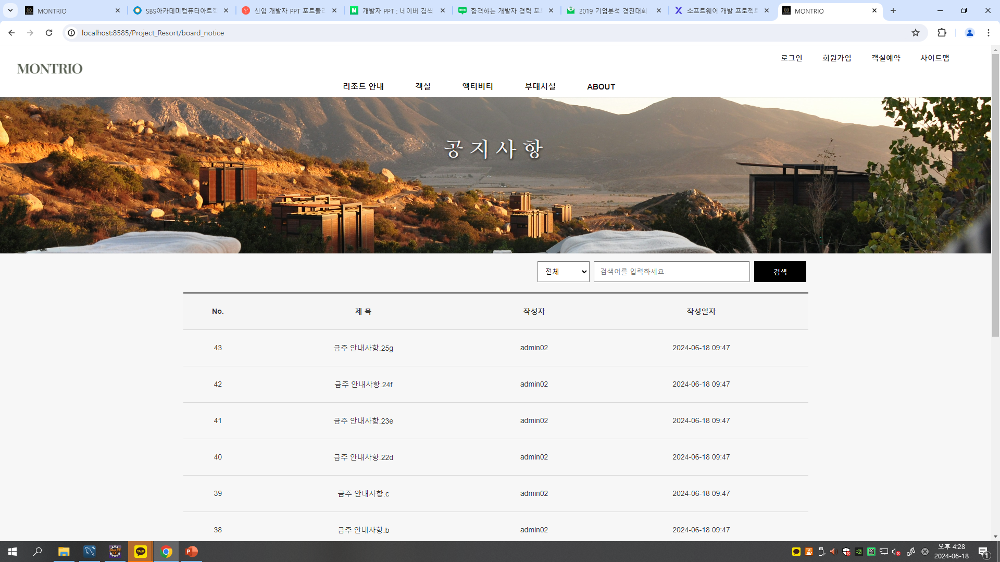 MONTRIO
SBS아카데미컴퓨터아트학
신입 개발자 PPT 포트폴리
개발자 PPT : 네이버 검색
합격하는 개발자 경력 포
2019 기업분석 경진대회
소프트웨어 개발 프로젝트
MONTRIO
localhost:8585/Project_Resort/board_notice
로그인 회원가입 객실예약 사이트맵
MONTRIO
리조트 안내 객실 액티비티 부대시설 ABOUT
공지사항
전체 검색어를 입력하세요. 검색
No. 제 목 작성자 작성일자
43 금주 안내사항.25g admin02 2024-06-18 09:47
42 금주 안내사항.24f admin02 2024-06-18 09:47
41 금주 안내사항.23e admin02 2024-06-18 09:47
40 금주 안내사항.22d admin02 2024-06-18 09:47
39 금주 안내사항.c admin02 2024-06-18 09:47
38 금주 안내사항.b admin02 2024-06-18 09:47
TALK
오후 4:28
2024-06-18
1